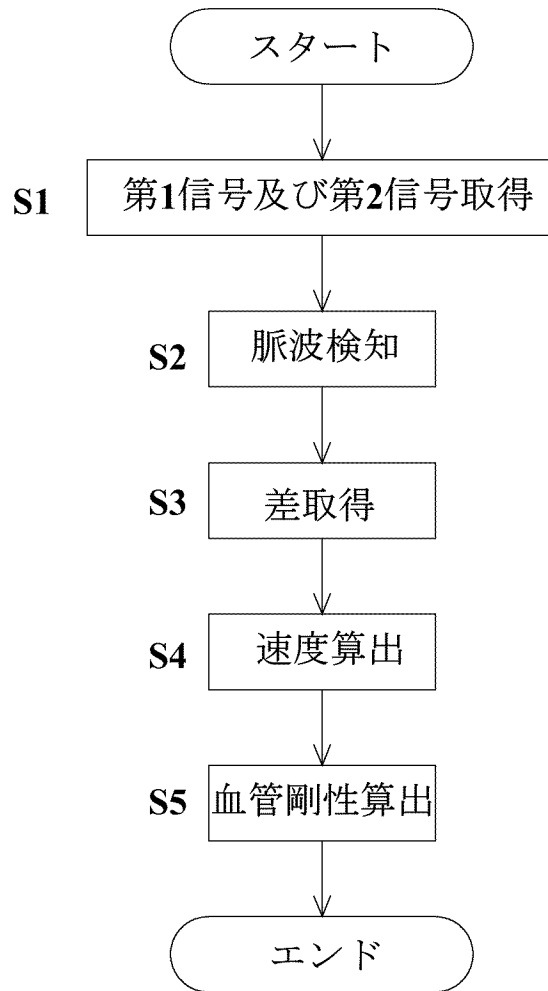 スタート
S1 第1信号及び第2信号取得
S2 脈波検知
S3 差取得
S4 速度算出
S5 血管剛性算出
エンド